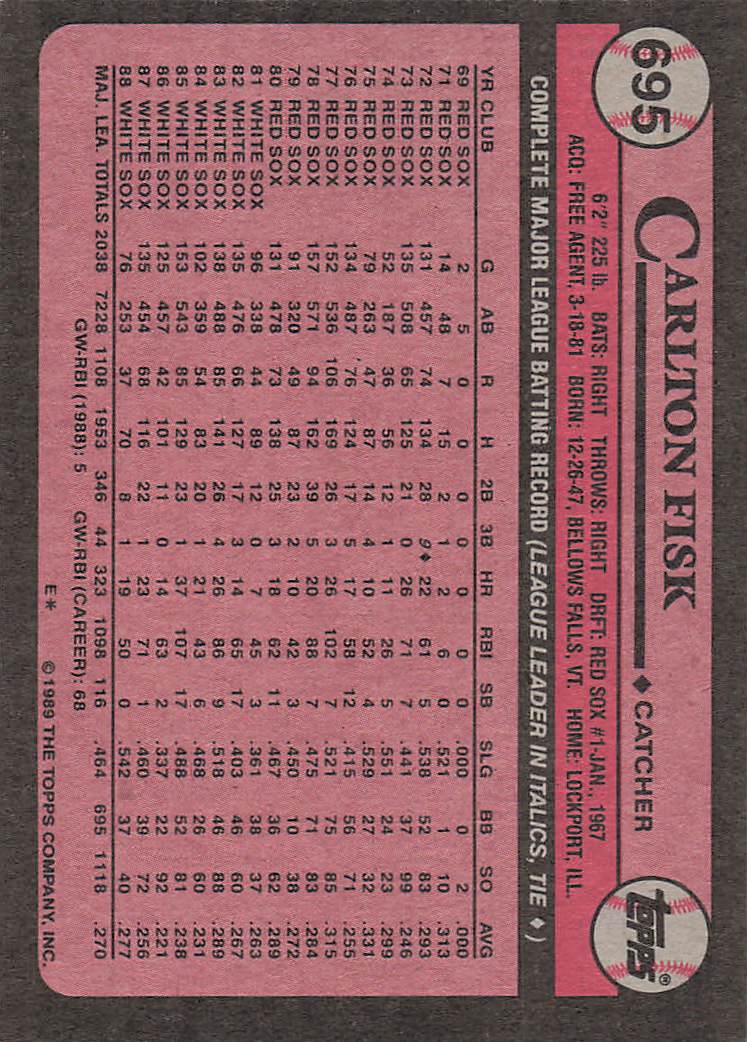 695
CARLTON FISK ♦ CATCHER
TOPPS®
6'2" 225 lb. BATS: RIGHT THROWS: RIGHT DRFT: RED SOX #1-JAN., 1967
ACQ: FREE AGENT, 3-18-81 BORN: 12-26-47, BELLOWS FALLS, VT. HOME: LOCKPORT, ILL.
COMPLETE MAJOR LEAGUE BATTING RECORD (LEAGUE LEADER IN ITALICS, TIE ♦)
YR CLUB G AB R H 2B 3B HR RBI SB SLG BB SO AVG
69 RED SOX 2 5 0 0 0 0 0 0 0 .000 0 2 .000
71 RED SOX 14 48 7 15 2 1 2 6 0 .521 1 10 .313
72 RED SOX 131 457 74 134 28 9♦ 22 61 5 .538 52 83 .293
73 RED SOX 135 508 65 125 21 0 26 71 7 .441 37 99 .246
74 RED SOX 52 187 36 56 12 1 11 26 5 .551 24 23 .299
75 RED SOX 79 263 47 87 14 4 10 52 4 .529 27 32 .331
76 RED SOX 134 487 76 124 17 5 17 58 12 .415 56 71 .255
77 RED SOX 152 536 106 169 26 3 26 102 7 .521 75 85 .315
78 RED SOX 157 571 94 162 39 5 20 88 7 .475 71 83 .284
79 RED SOX 91 320 49 87 23 2 10 42 3 .450 10 38 .272
80 RED SOX 131 478 73 138 25 3 18 62 11 .467 36 62 .289
81 WHITE SOX 96 338 44 89 12 0 7 45 3 .361 38 37 .263
82 WHITE SOX 135 476 66 127 17 3 14 65 17 .403 46 60 .267
83 WHITE SOX 138 488 85 141 26 4 26 86 9 .518 46 88 .289
84 WHITE SOX 102 359 54 83 20 1 21 43 6 .468 26 60 .231
85 WHITE SOX 153 543 85 129 23 1 37 107 17 .488 52 81 .238
86 WHITE SOX 125 457 42 101 11 0 14 63 2 .337 22 92 .221
87 WHITE SOX 135 454 68 116 22 1 23 71 1 .460 39 72 .256
88 WHITE SOX 76 253 37 70 8 1 19 50 0 .542 37 40 .277
MAJ. LEA. TOTALS 2038 7228 1108 1953 346 44 323 1098 116 .464 695 1118 .270
GW-RBI (1988): 5 GW-RBI (CAREER): 68
E* ©1989 THE TOPPS COMPANY, INC.